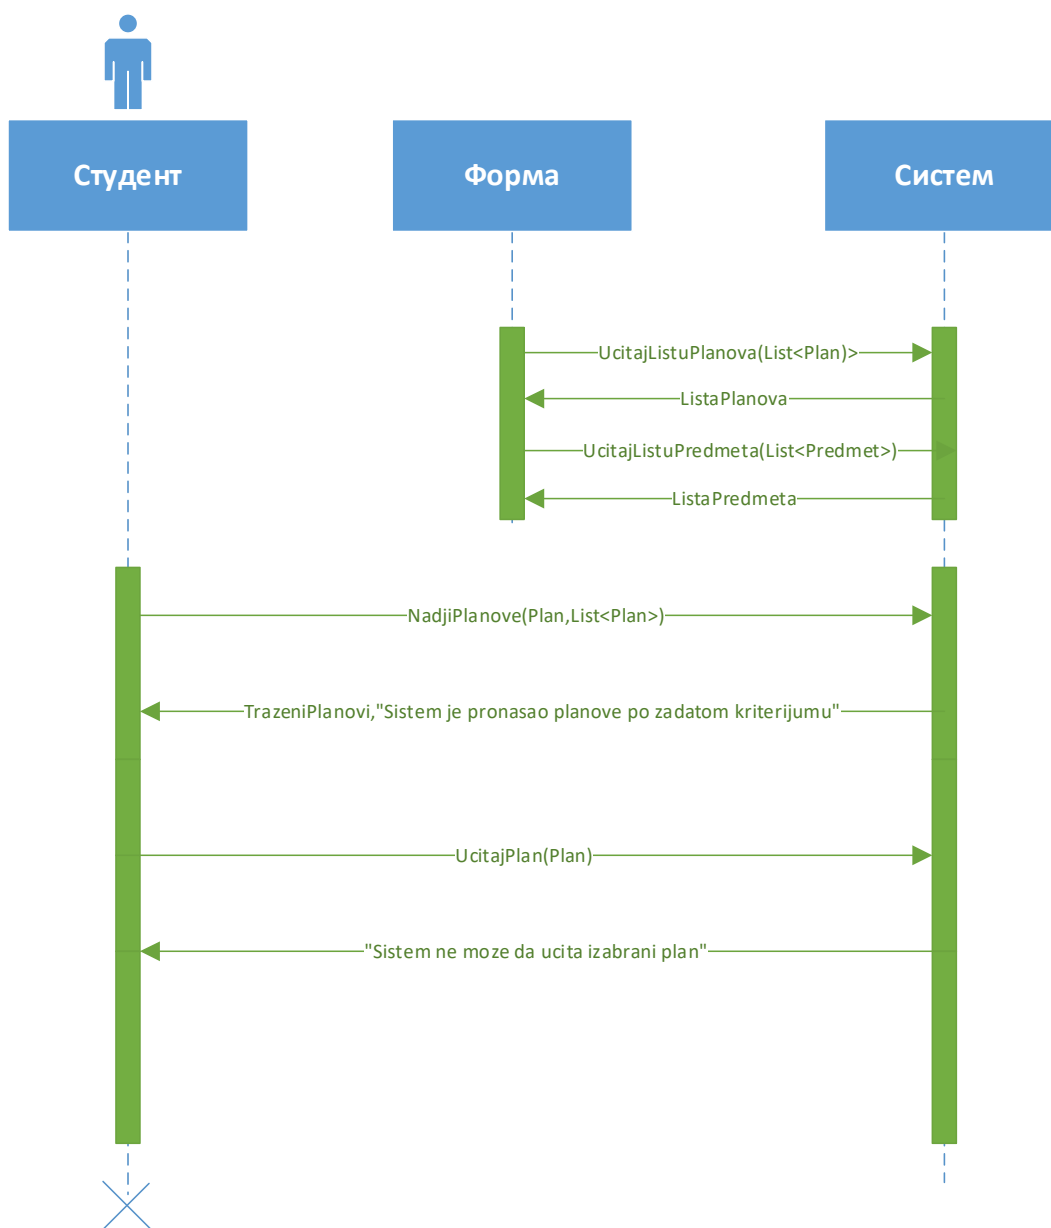 Студент
Форма
Систем
UcitajListuPlanova(List<Plan)>
ListaPlanova
UcitajListuPredmeta(List<Predmet>)
ListaPredmeta
NadjiPlanove(Plan,List<Plan>)
TrazeniPlanovi,"Sistem je pronasao planove po zadatom kriterijumu"
UcitajPlan(Plan)
"Sistem ne moze da ucita izabrani plan"